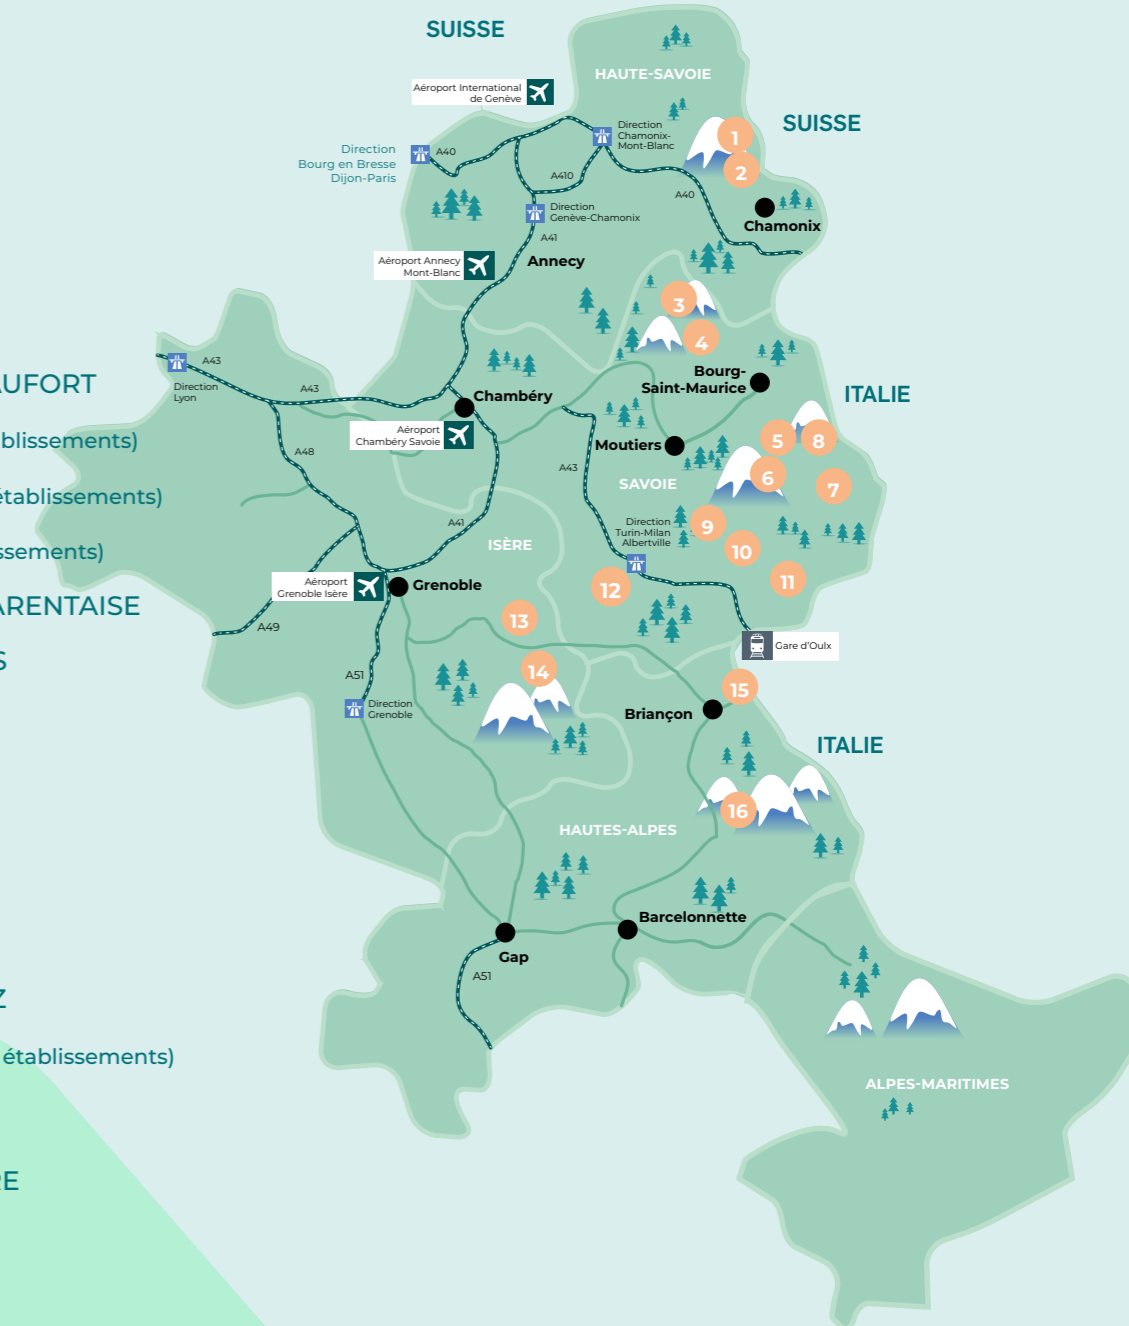 SUISSE
HAUTE-SAVOIE
Aéroport International
de Genève
SUISSE
Direction
Chamonix-
Mont-Blanc
1
2
Direction
Bourg en Bresse
Dijon-Paris
A40
A410
A40
Direction
Genève-Chamonix
Chamonix
A41
Annecy
Aéroport Annecy
Mont-Blanc
3
4
A43
Direction
Lyon
A43
Bourg-
Saint-Maurice
ITALIE
Chambéry
Aéroport
Chambéry Savoie
Moutiers
5
8
A48
A43
SAVOIE
6
7
A41
Direction
Turin-Milan
Albertville
9
10
ISÈRE
11
12
Aéroport
Grenoble Isère
Grenoble
13
A49
Gare d'Oulx
A51
14
15
Direction
Grenoble
Briançon
ITALIE
16
HAUTES-ALPES
Barcelonnette
Gap
A51
ALPES-MARITIMES
UFORT
blissements)
établissements)
ssements)
ARENTAISE
S
Z
établissements)
RE